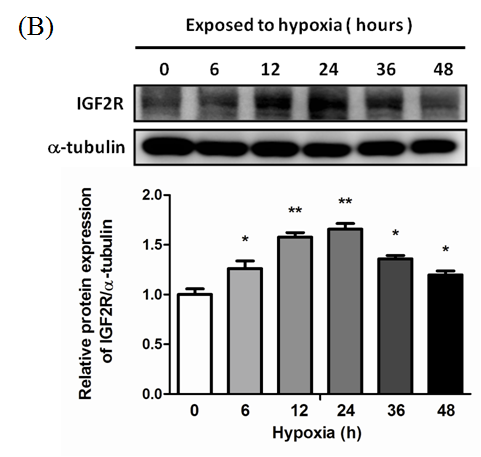 (B)
Exposed to hypoxia ( hours )
0 6 12 24 36 48
IGF2R
α-tubulin
Relative protein expression
of IGF2R/α-tubulin
2.0
1.5
1.0
0.5
0.0
* ** ** * *
0 6 12 24 36 48
Hypoxia (h)